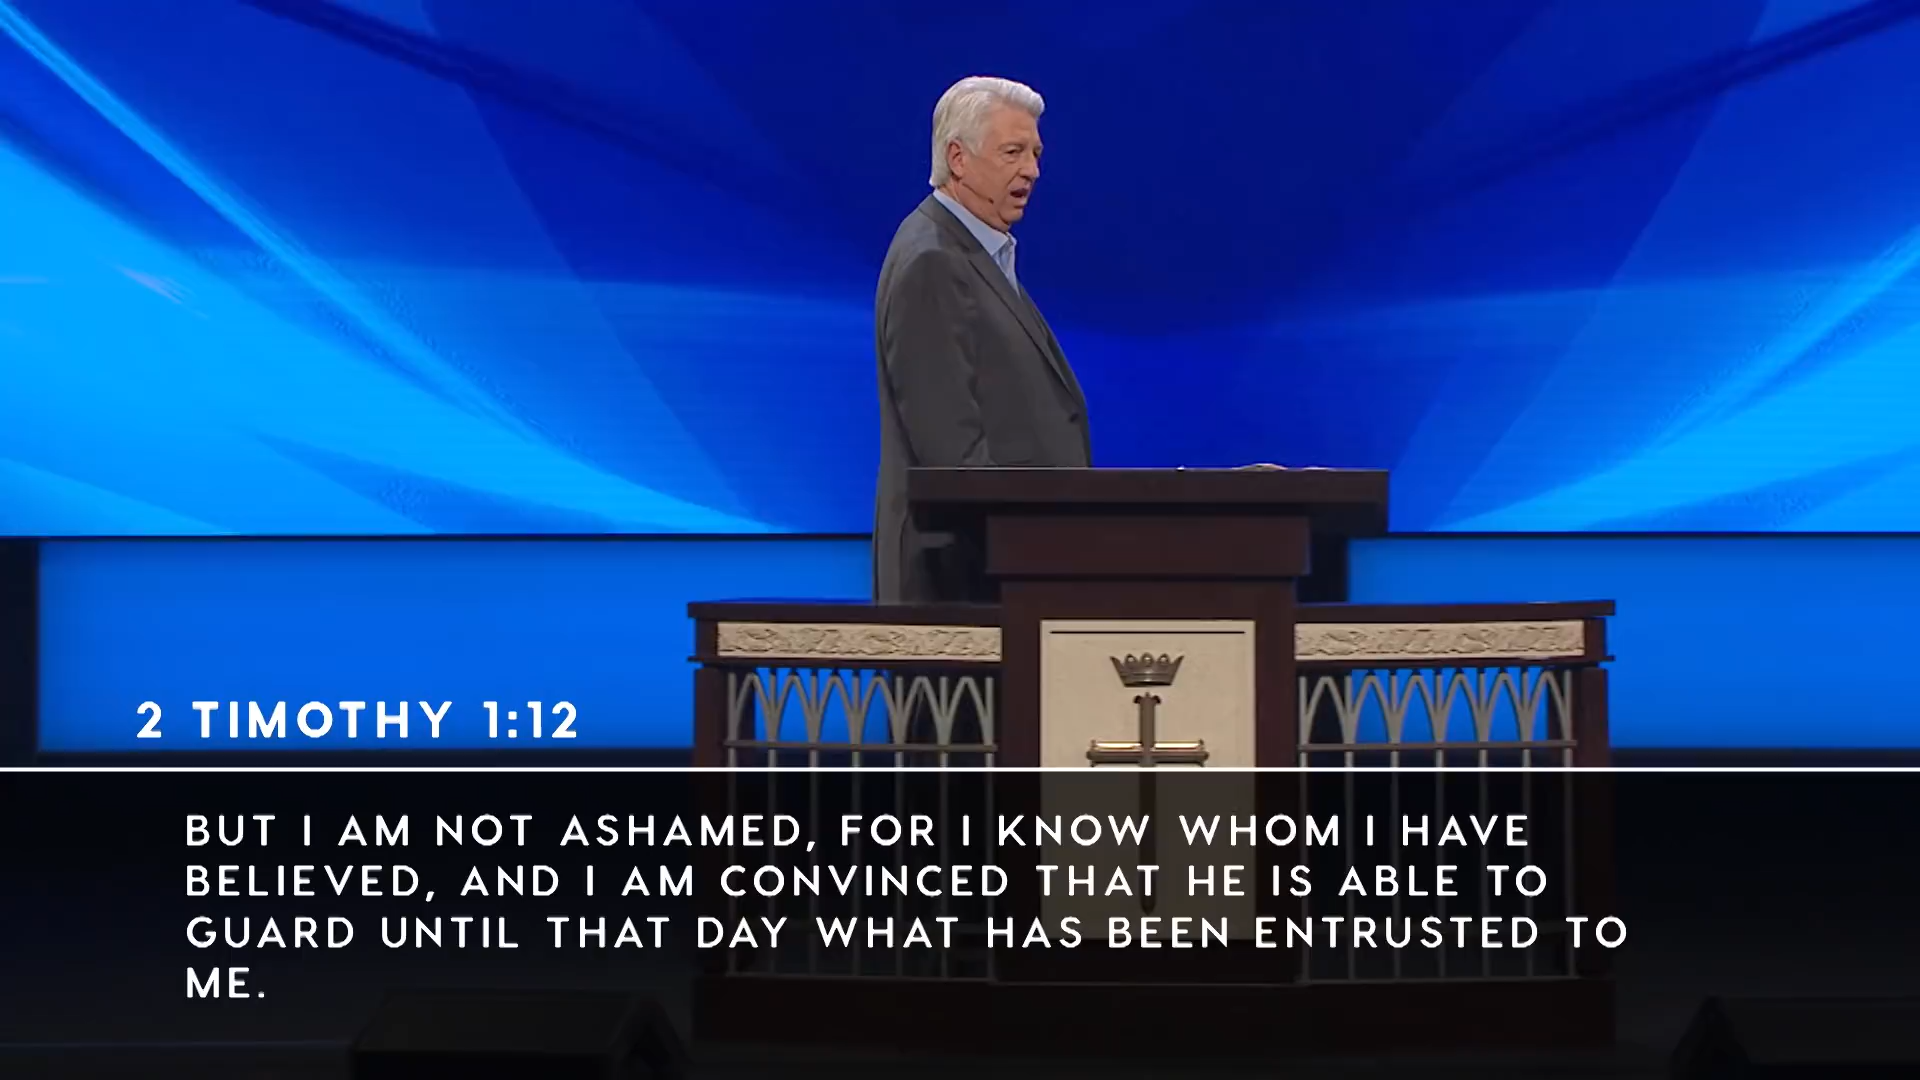 2 TIMOTHY 1:12
BUT I AM NOT ASHAMED, FOR I KNOW WHOM I HAVE
BELIEVED, AND I AM CONVINCED THAT HE IS ABLE TO
GUARD UNTIL THAT DAY WHAT HAS BEEN ENTRUSTED TO
ME.